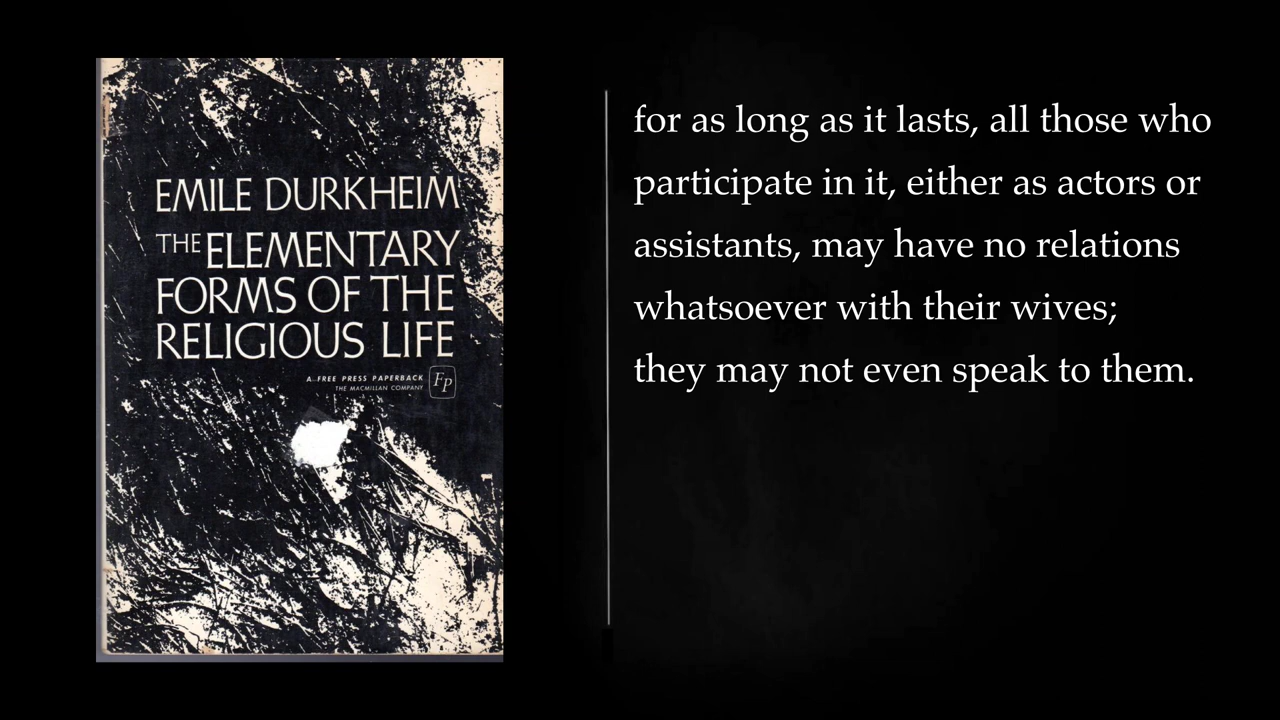 EMILE DURKHEIM
THE ELEMENTARY
FORMS OF THE
RELIGIOUS LIFE
A FREE PRESS PAPERBACK
THE MACMILLAN COMPANY
Fp
for as long as it lasts, all those who
participate in it, either as actors or
assistants, may have no relations
whatsoever with their wives;
they may not even speak to them.